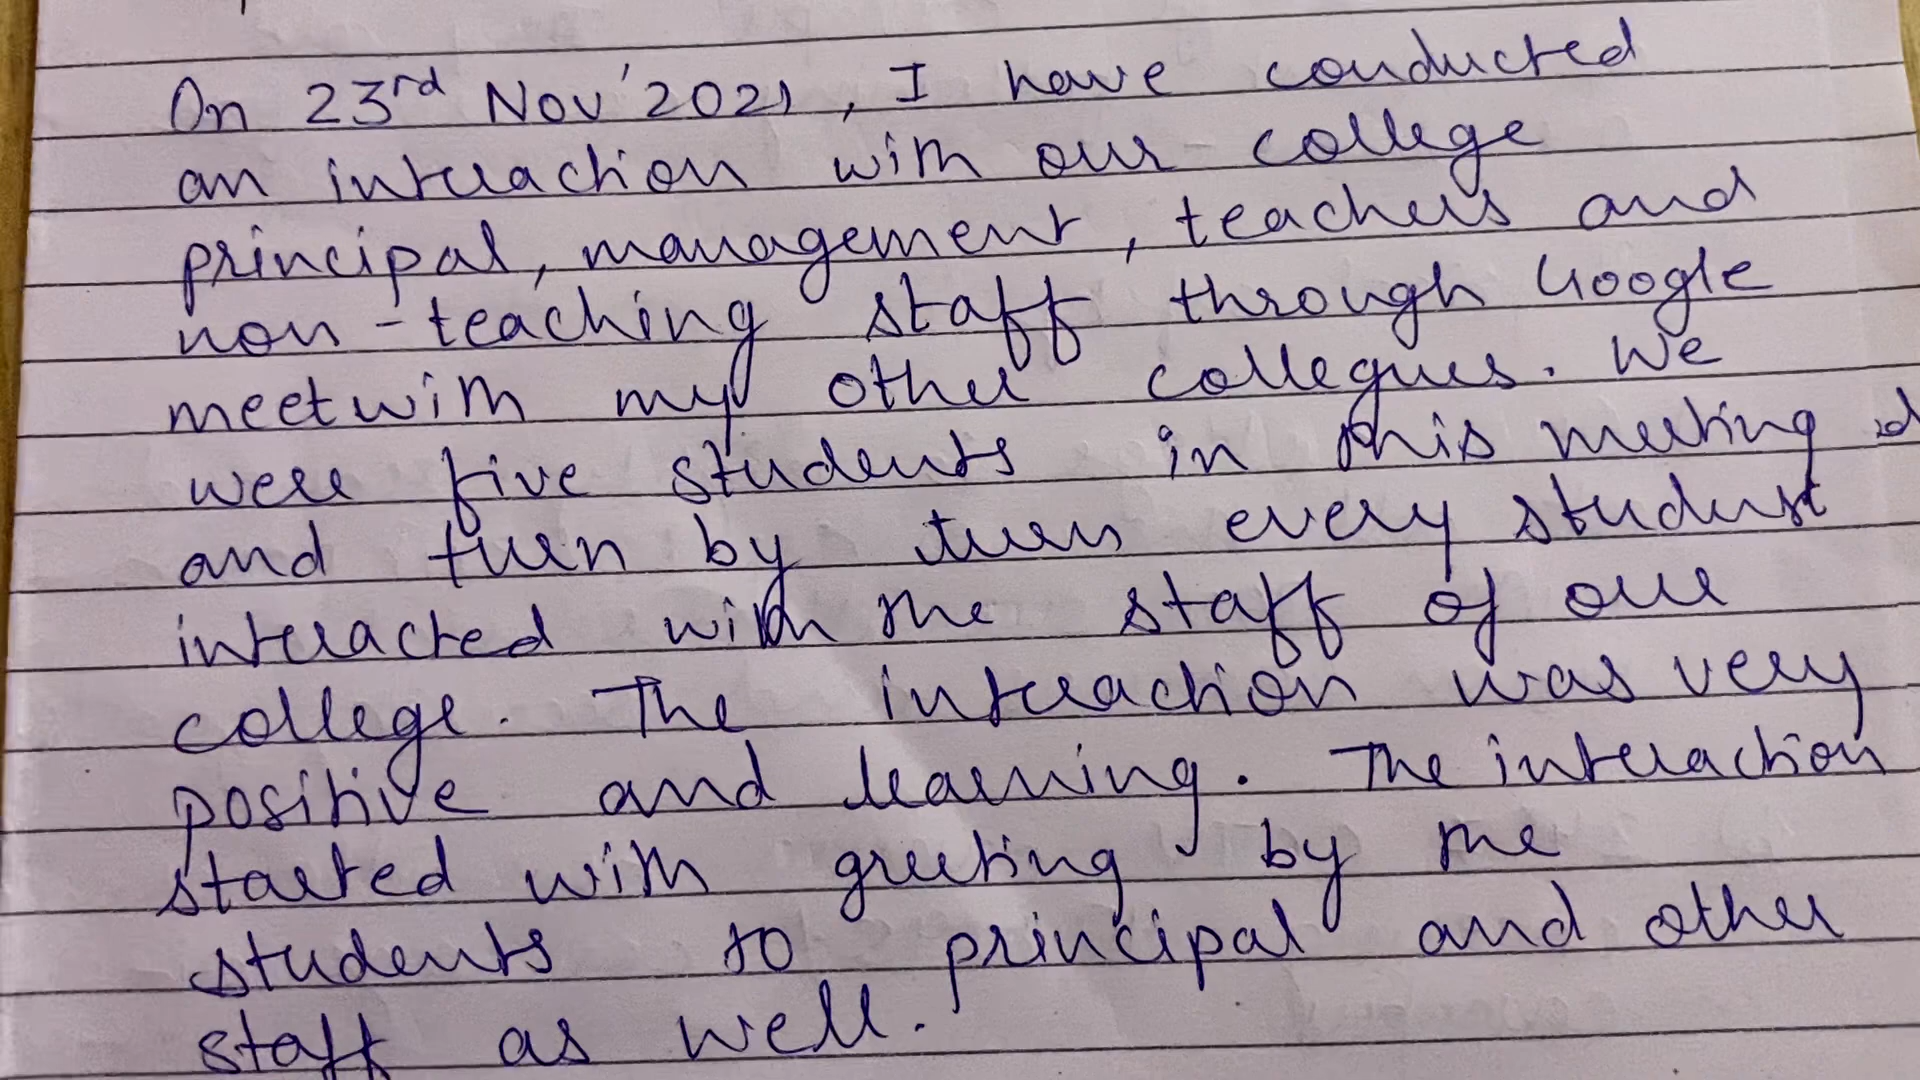 On 23rd Nov'2021, I have conducted
an interaction with our college
principal, management, teachers and
non-teaching staff through Google
meet with my other collegues. We
were five students in this meeting
and turn by turn every student
interacted with the staff of our
college. The interaction was very
positive and learning. The interaction
started with greeting by the
students to principal and other
staff as well.